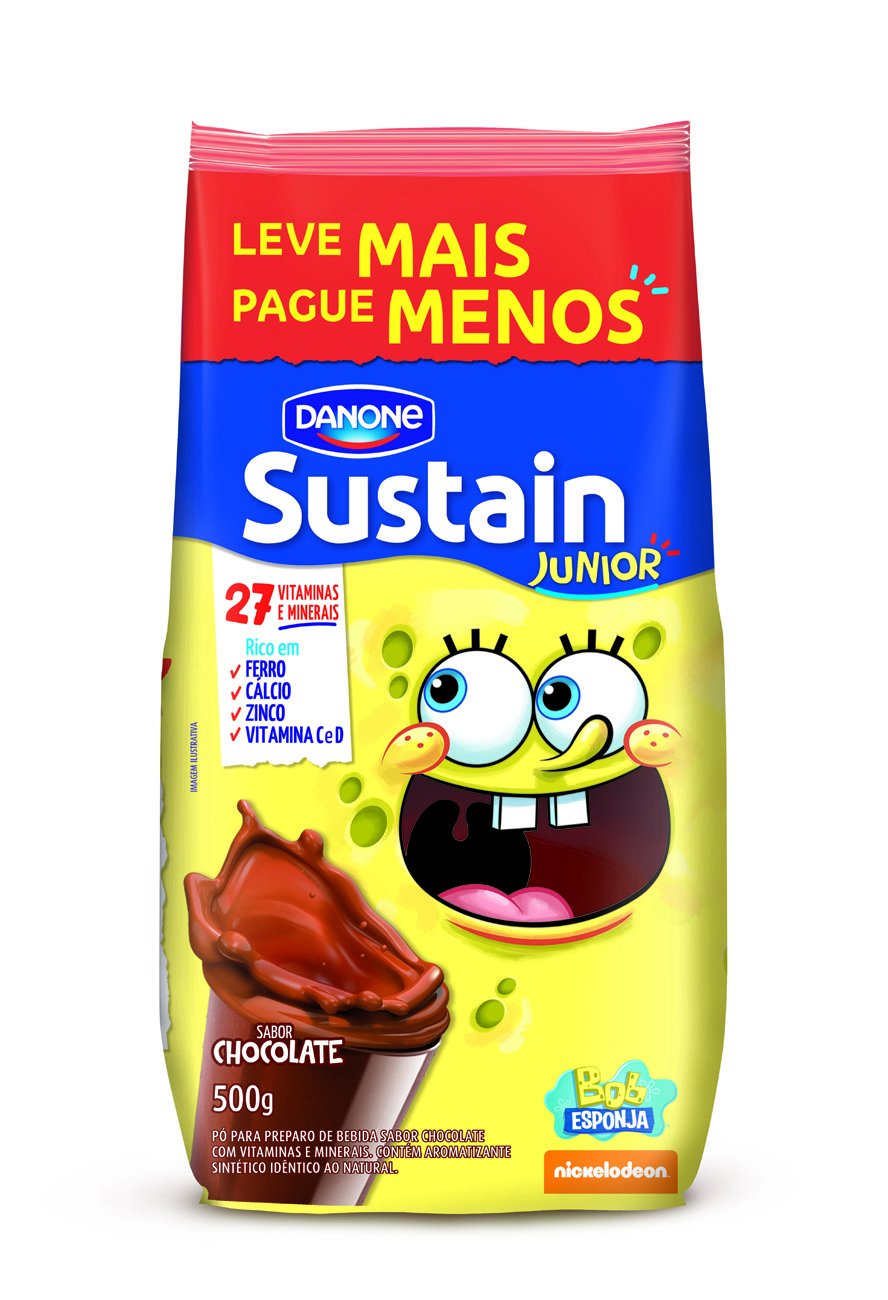 LEVE MAIS
PAGUE MENOS
DANONE
Sustain
JUNIOR
27 VITAMINAS
E MINERAIS
Rico em
FERRO
CÁLCIO
ZINCO
VITAMINA C e D
IMAGEM ILUSTRATIVA
SABOR
CHOCOLATE
500g
PÓ PARA PREPARO DE BEBIDA SABOR CHOCOLATE
COM VITAMINAS E MINERAIS. CONTÉM AROMATIZANTE
SINTÉTICO IDÊNTICO AO NATURAL.
Bob
ESPONJA
nickelodeon